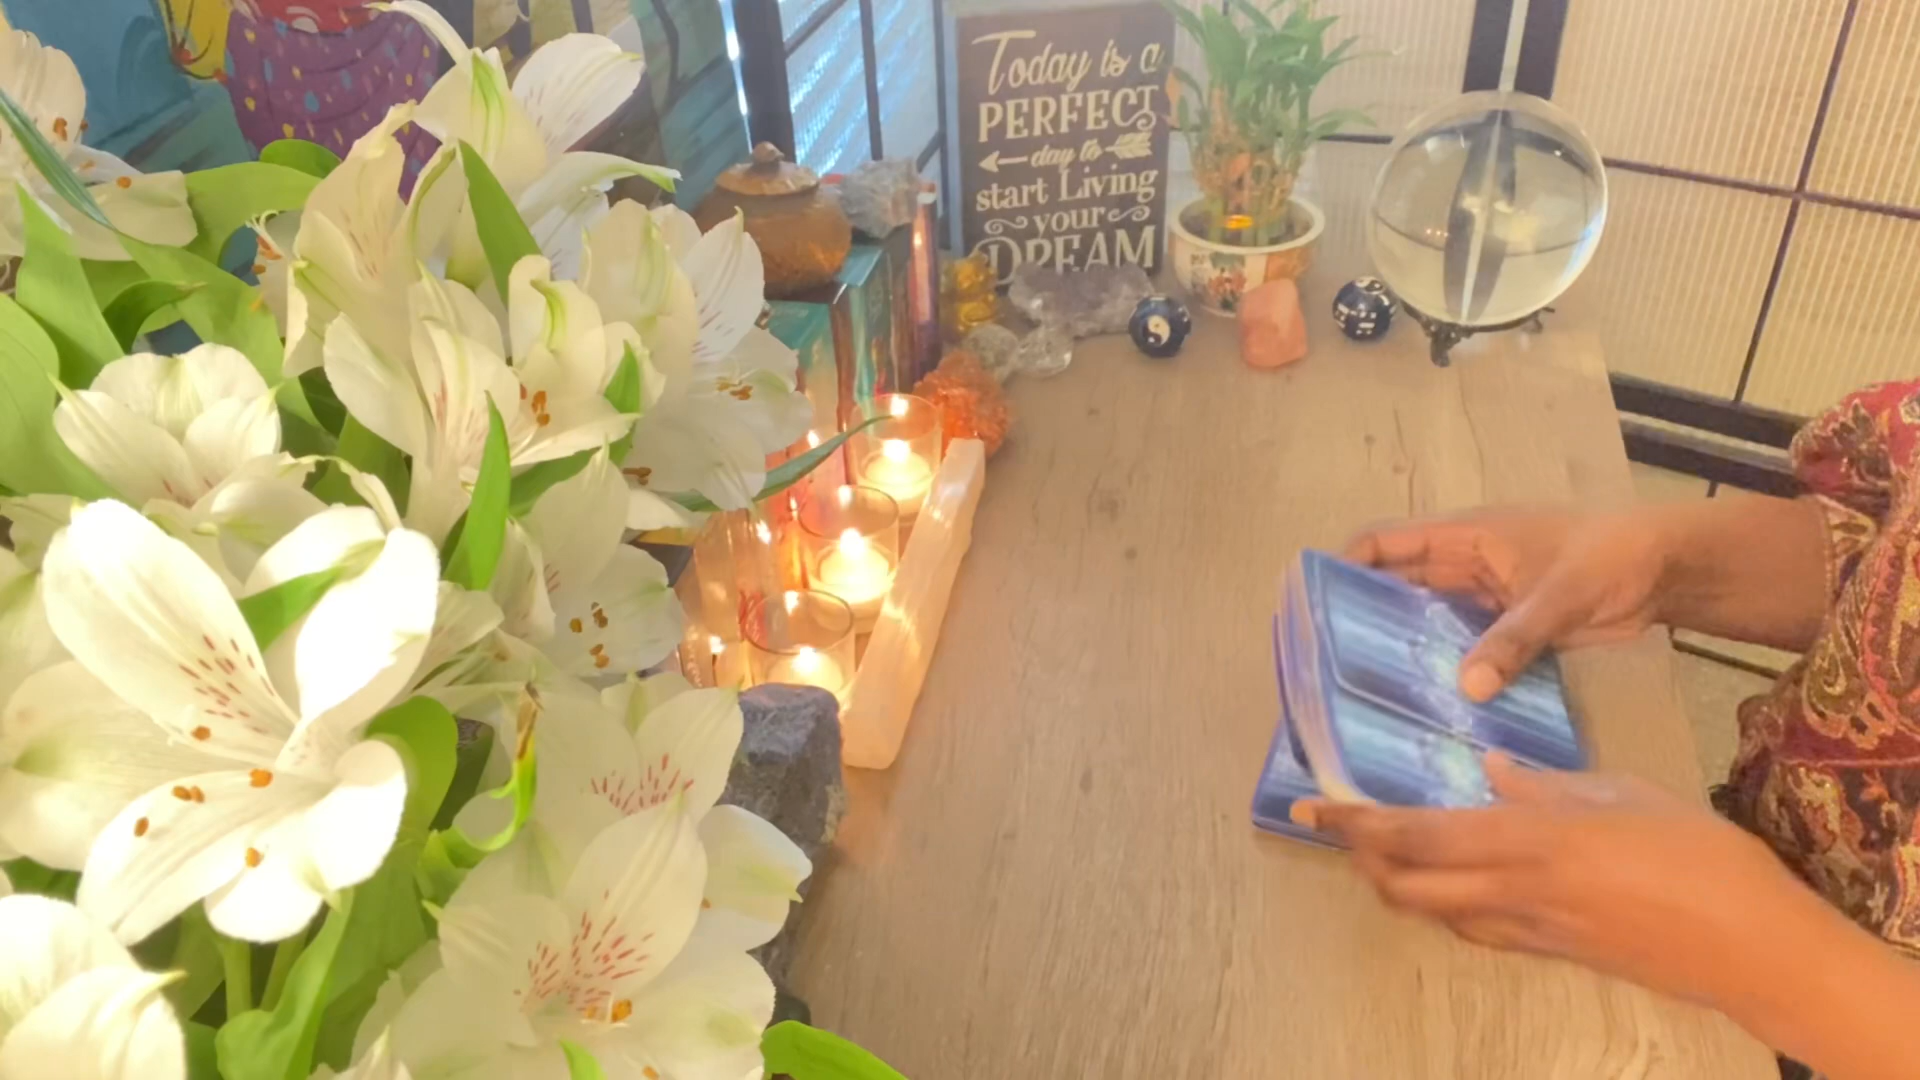 Today is a
PERFECT
day to
start Living
your
DREAM